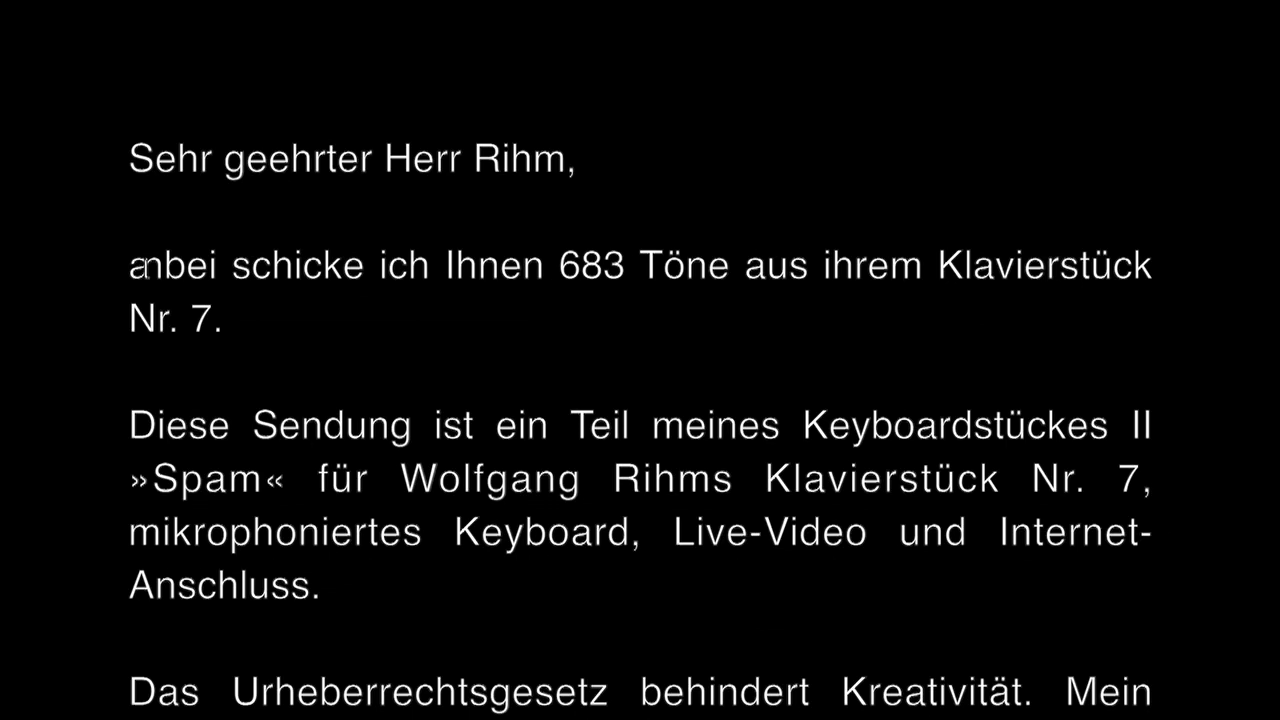 Sehr geehrter Herr Rihm,
anbei schicke ich Ihnen 683 Töne aus ihrem Klavierstück
Nr. 7.
Diese Sendung ist ein Teil meines Keyboardstückes II
»Spam« für Wolfgang Rihms Klavierstück Nr. 7,
mikrophoniertes Keyboard, Live-Video und Internet-
Anschluss.
Das Urheberrechtsgesetz behindert Kreativität. Mein